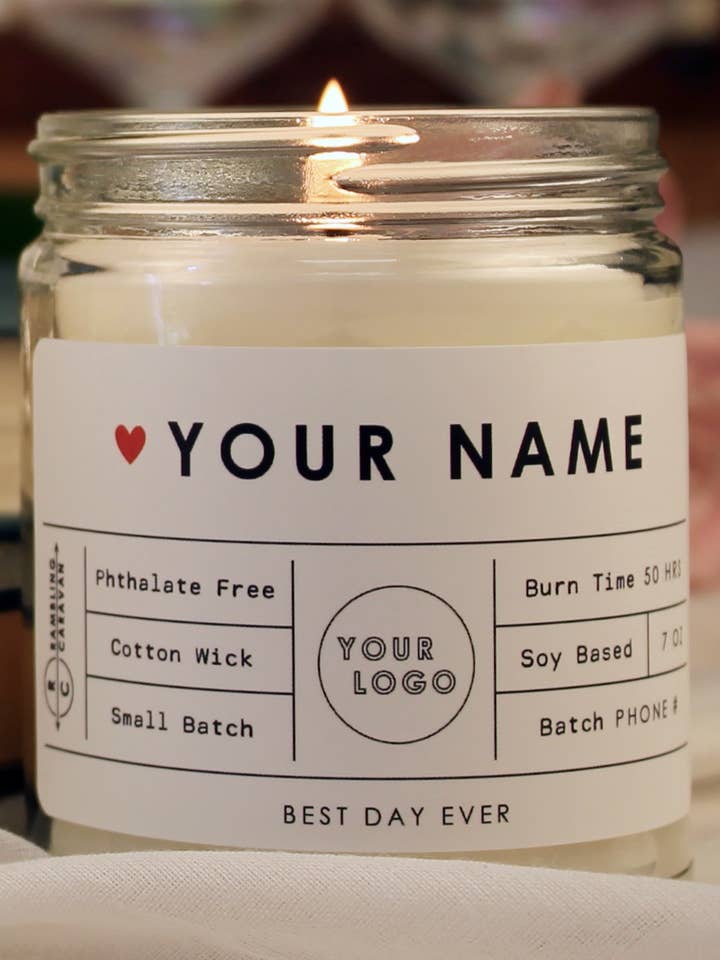 ♥ YOUR NAME
RAMBLING
CARAVAN
R C
Phthalate Free
Cotton Wick
Small Batch
YOUR
LOGO
Burn Time 50 HRS
Soy Based 7 OZ
Batch PHONE #
BEST DAY EVER